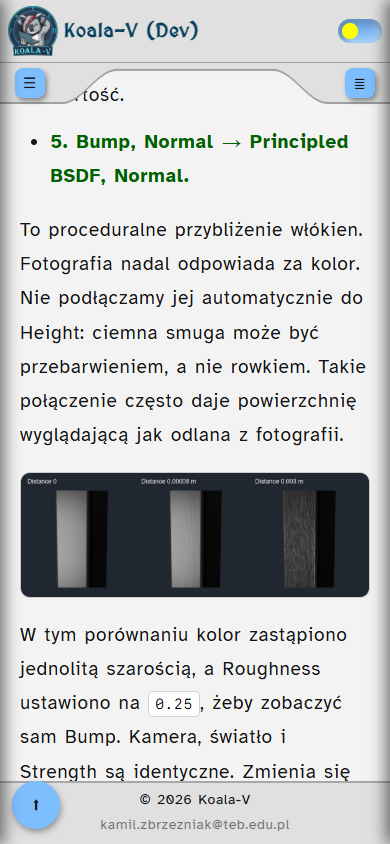 Koala-V (Dev)
KOALA-V
☰
≣
tość.
• 5. Bump, Normal → Principled
BSDF, Normal.
To proceduralne przybliżenie włókien.
Fotografia nadal odpowiada za kolor.
Nie podłączamy jej automatycznie do
Height: ciemna smuga może być
przebarwieniem, a nie rowkiem. Takie
połączenie często daje powierzchnię
wyglądającą jak odlana z fotografii.
Distance 0 Distance 0.00008 m Distance 0.003 m
W tym porównaniu kolor zastąpiono
jednolitą szarością, a Roughness
ustawiono na 0.25, żeby zobaczyć
sam Bump. Kamera, światło i
Strength są identyczne. Zmienia się
© 2026 Koala-V
kamil.zbrzezniak@teb.edu.pl